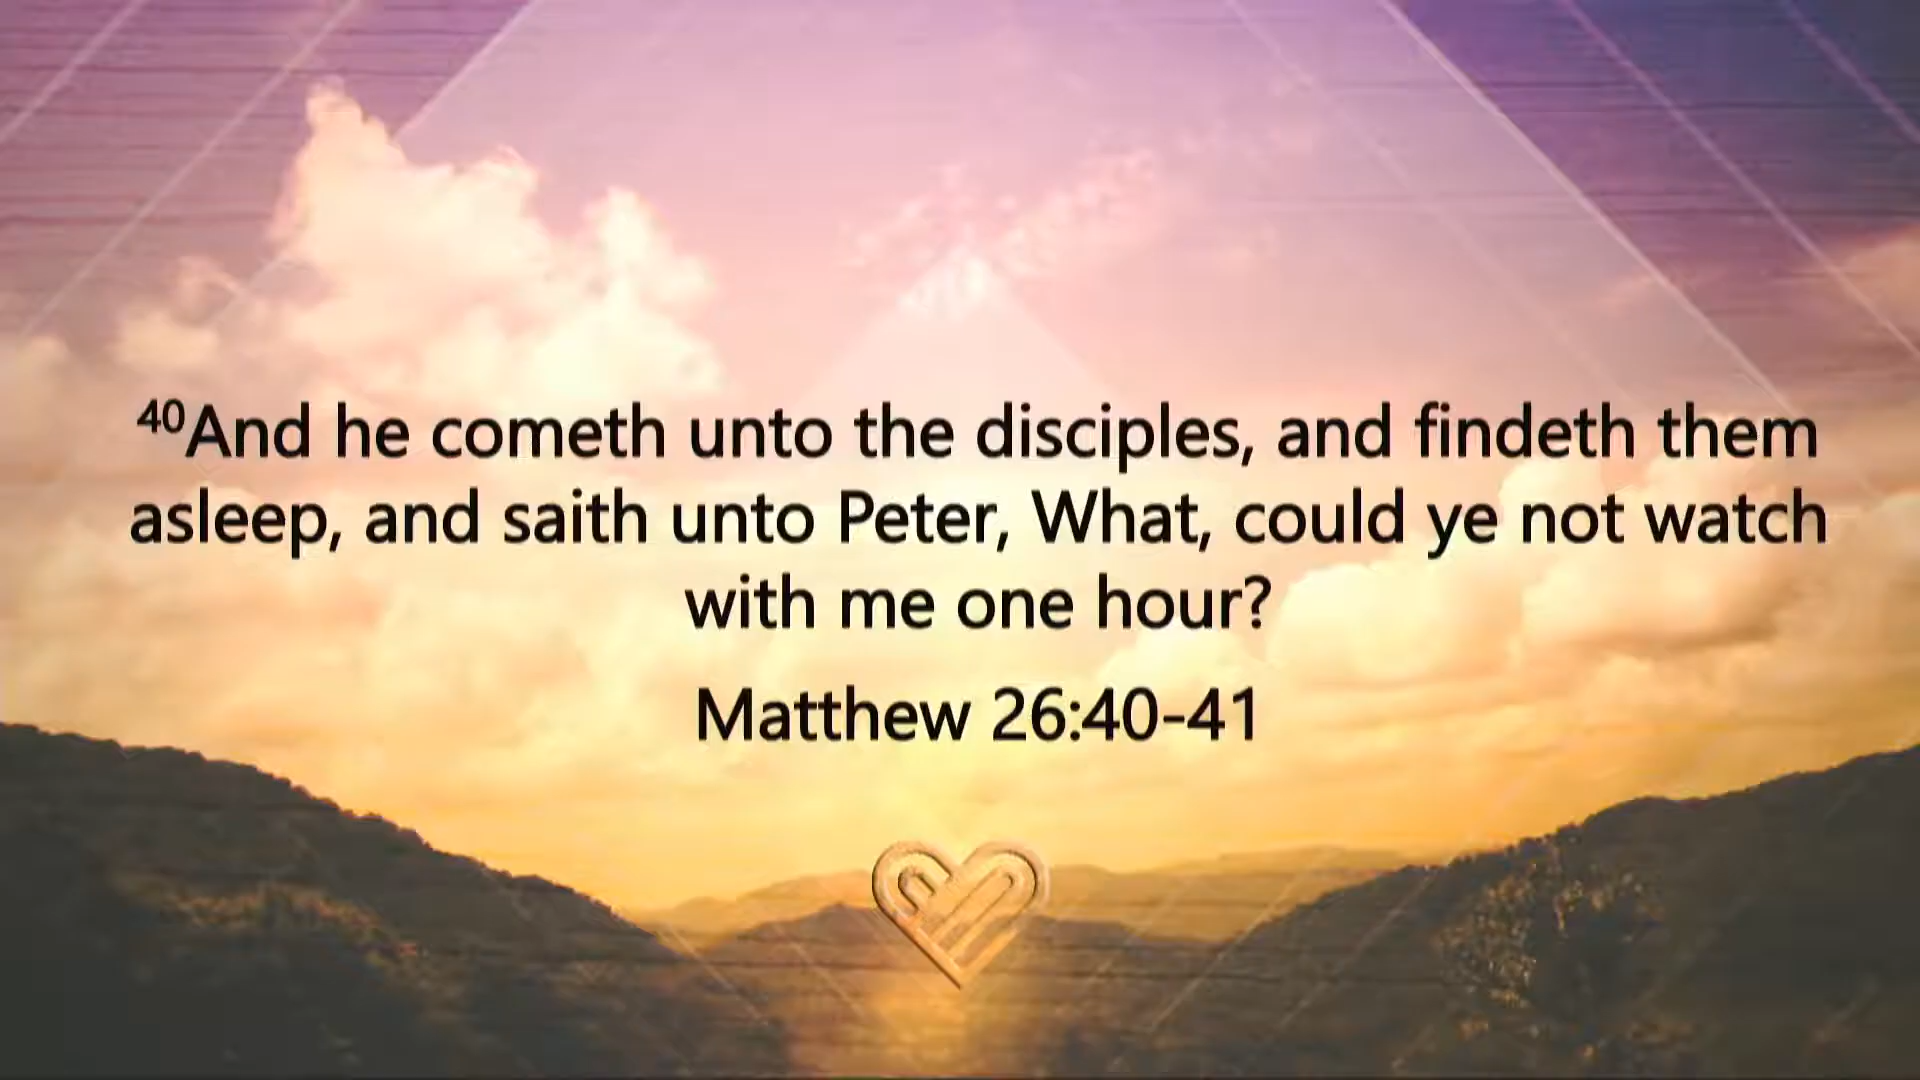 ⁴⁰And he cometh unto the disciples, and findeth them
asleep, and saith unto Peter, What, could ye not watch
with me one hour?
Matthew 26:40-41